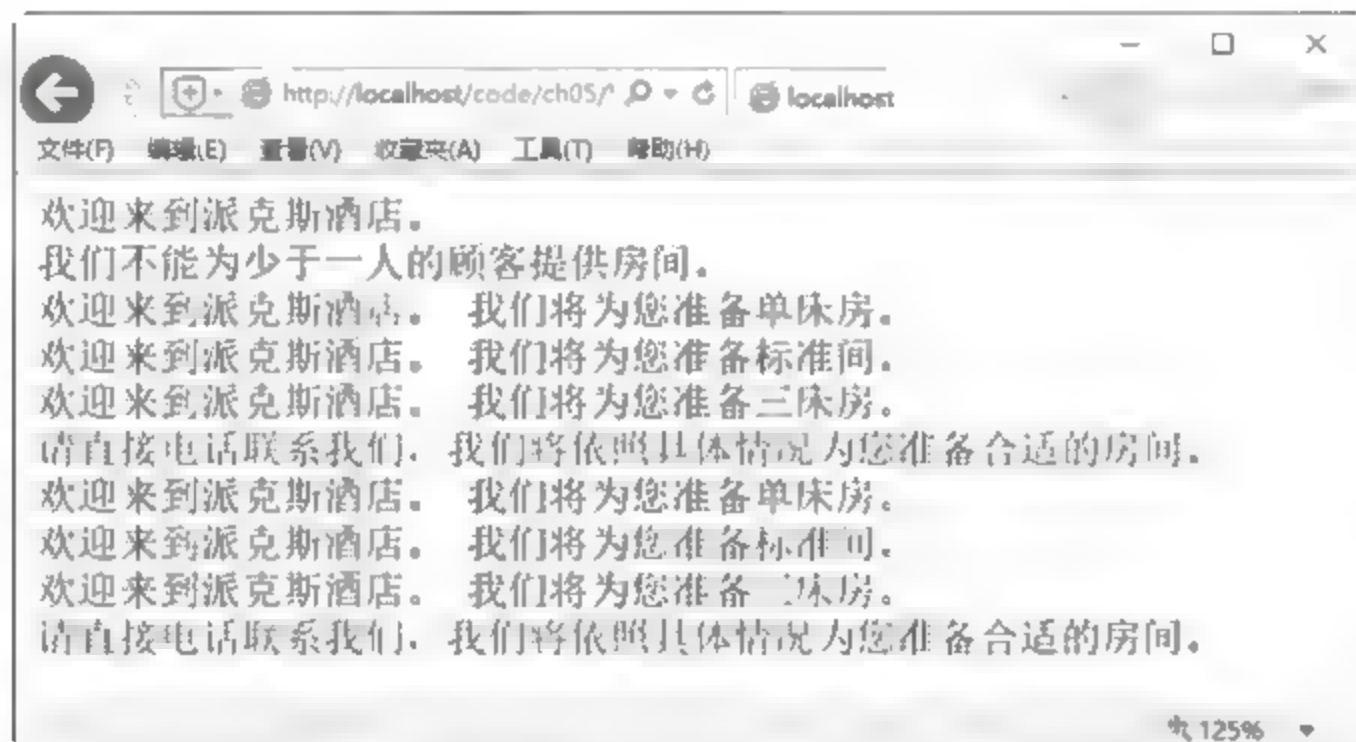 http://localhost/code/ch05/ localhost
文件(F) 编辑(E) 查看(V) 收藏夹(A) 工具(T) 帮助(H)
欢迎来到派克斯酒店。
我们不能为少于一人的顾客提供房间。
欢迎来到派克斯酒店。 我们将为您准备单床房。
欢迎来到派克斯酒店。 我们将为您准备标准间。
欢迎来到派克斯酒店。 我们将为您准备三床房。
请直接电话联系我们，我们将依照具体情况为您准备合适的房间。
欢迎来到派克斯酒店。 我们将为您准备单床房。
欢迎来到派克斯酒店。 我们将为您准备标准间。
欢迎来到派克斯酒店。 我们将为您准备三床房。
请直接电话联系我们，我们将依照具体情况为您准备合适的房间。
125%